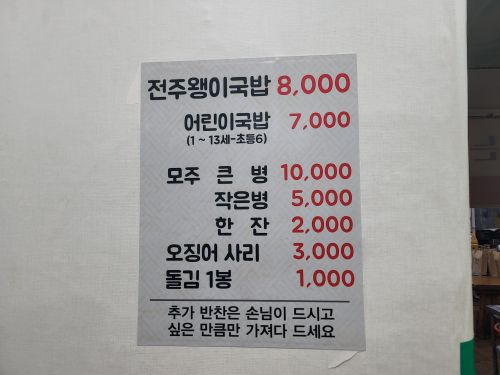 전주왱이국밥 8,000
어린이국밥 7,000
(1 ~ 13세-초등6)
모주 큰 병 10,000
작은병 5,000
한 잔 2,000
오징어 사리 3,000
돌김 1봉 1,000
추가 반찬은 손님이 드시고
싶은 만큼만 가져다 드세요